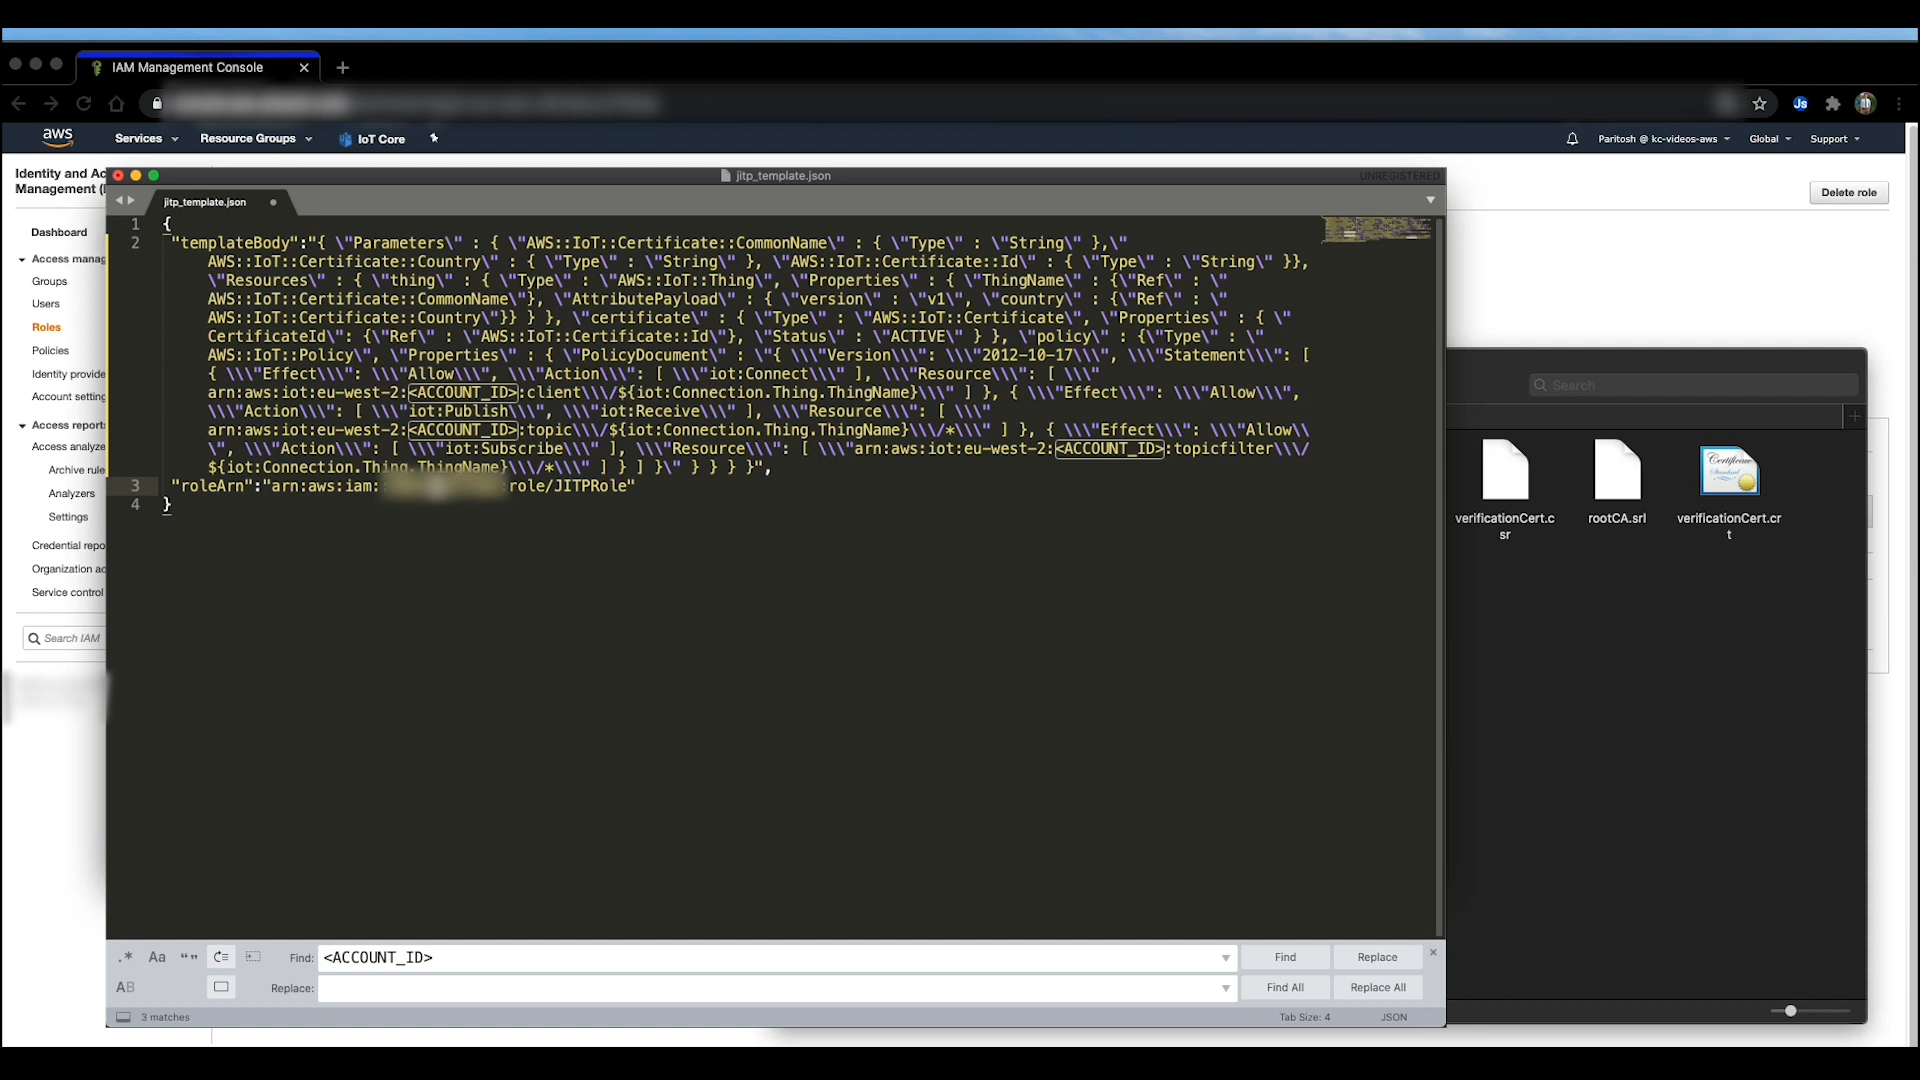 IAM Management Console
Js
aws
Services
Resource Groups
IoT Core
Paritosh @ kc-videos-aws
Global
Support
Identity and Ac
Management (
Delete role
Dashboard
Access manag
Groups
Users
Roles
Policies
Identity provide
Account setting
Access report
Access analyze
Archive rule
Analyzers
Settings
Credential repo
Organization ac
Service control
Search IAM
jitp_template.json
UNREGISTERED
jitp_template.json
1 {
2 "templateBody":"{ \"Parameters\" : { \"AWS::IoT::Certificate::CommonName\" : { \"Type\" : \"String\" },\"
AWS::IoT::Certificate::Country\" : { \"Type\" : \"String\" }, \"AWS::IoT::Certificate::Id\" : { \"Type\" : \"String\" }},
\"Resources\" : { \"thing\" : { \"Type\" : \"AWS::IoT::Thing\", \"Properties\" : { \"ThingName\" : {\"Ref\" : \"
AWS::IoT::Certificate::CommonName\"}, \"AttributePayload\" : { \"version\" : \"v1\", \"country\" : {\"Ref\" : \"
AWS::IoT::Certificate::Country\"}} } }, \"certificate\" : { \"Type\" : \"AWS::IoT::Certificate\", \"Properties\" : { \"
CertificateId\": {\"Ref\" : \"AWS::IoT::Certificate::Id\"}, \"Status\" : \"ACTIVE\" } }, \"policy\" : {\"Type\" : \"
AWS::IoT::Policy\", \"Properties\" : { \"PolicyDocument\" : \"{ \\\"Version\\\": \\\"2012-10-17\\\", \\\"Statement\\\": [
{ \\\"Effect\\\": \\\"Allow\\\", \\\"Action\\\": [ \\\"iot:Connect\\\" ], \\\"Resource\\\": [ \\\"
arn:aws:iot:eu-west-2:<ACCOUNT_ID>:client\\\/${iot:Connection.Thing.ThingName}\\\" ] }, { \\\"Effect\\\": \\\"Allow\\\",
\\\"Action\\\": [ \\\"iot:Publish\\\", \\\"iot:Receive\\\" ], \\\"Resource\\\": [ \\\"
arn:aws:iot:eu-west-2:<ACCOUNT_ID>:topic\\\/${iot:Connection.Thing.ThingName}\\\/*\\\" ] }, { \\\"Effect\\\": \\\"Allow\\
\", \\\"Action\\\": [ \\\"iot:Subscribe\\\" ], \\\"Resource\\\": [ \\\"arn:aws:iot:eu-west-2:<ACCOUNT_ID>:topicfilter\\\/
${iot:Connection.Thing.ThingName}\\\/*\\\" ] } ] }\" } } } }",
3 "roleArn":"arn:aws:iam: :role/JITPRole"
4 }
Search
verificationCert.c
sr
rootCA.srl
verificationCert.cr
t
Find: <ACCOUNT_ID>
Find
Replace
Replace:
Find All
Replace All
3 matches
Tab Size: 4
JSON